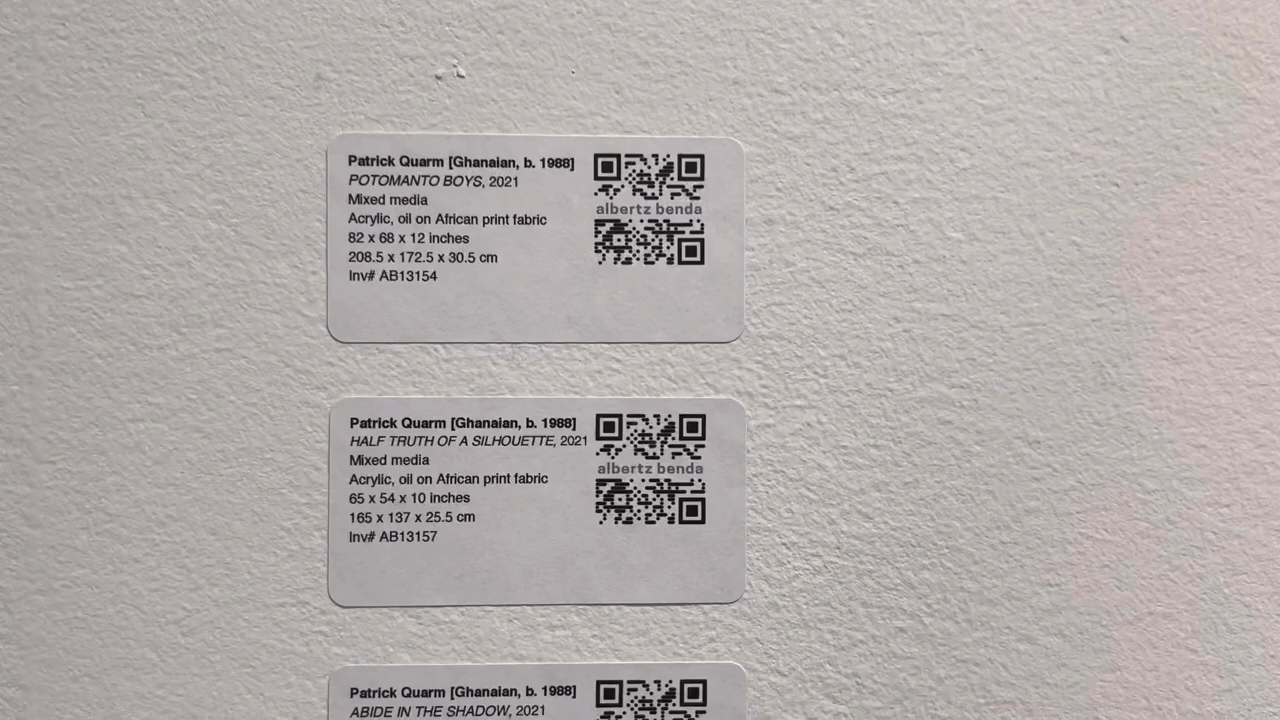 Patrick Quarm [Ghanaian, b. 1988]
POTOMANTO BOYS, 2021
Mixed media
Acrylic, oil on African print fabric
82 x 68 x 12 inches
208.5 x 172.5 x 30.5 cm
Inv# AB13154
albertz benda
Patrick Quarm [Ghanaian, b. 1988]
HALF TRUTH OF A SILHOUETTE, 2021
Mixed media
Acrylic, oil on African print fabric
65 x 54 x 10 inches
165 x 137 x 25.5 cm
Inv# AB13157
albertz benda
Patrick Quarm [Ghanaian, b. 1988]
ABIDE IN THE SHADOW, 2021